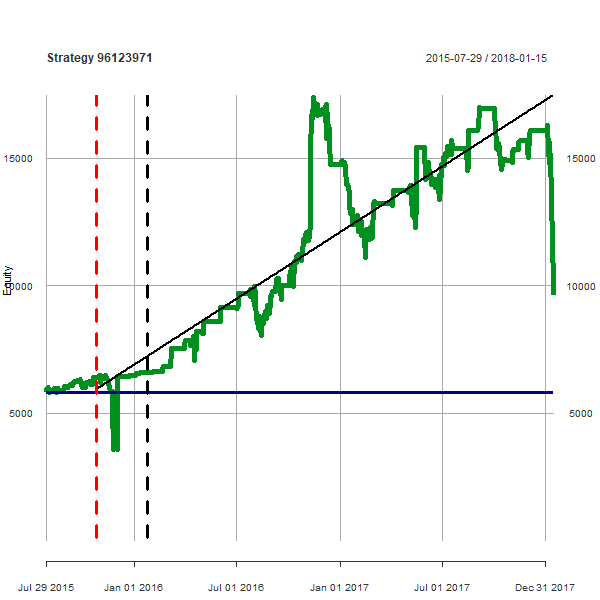 Strategy 96123971
2015-07-29 / 2018-01-15
15000
15000
Equity
10000
10000
5000
5000
Jul 29 2015
Jan 01 2016
Jul 01 2016
Jan 01 2017
Jul 01 2017
Dec 31 2017